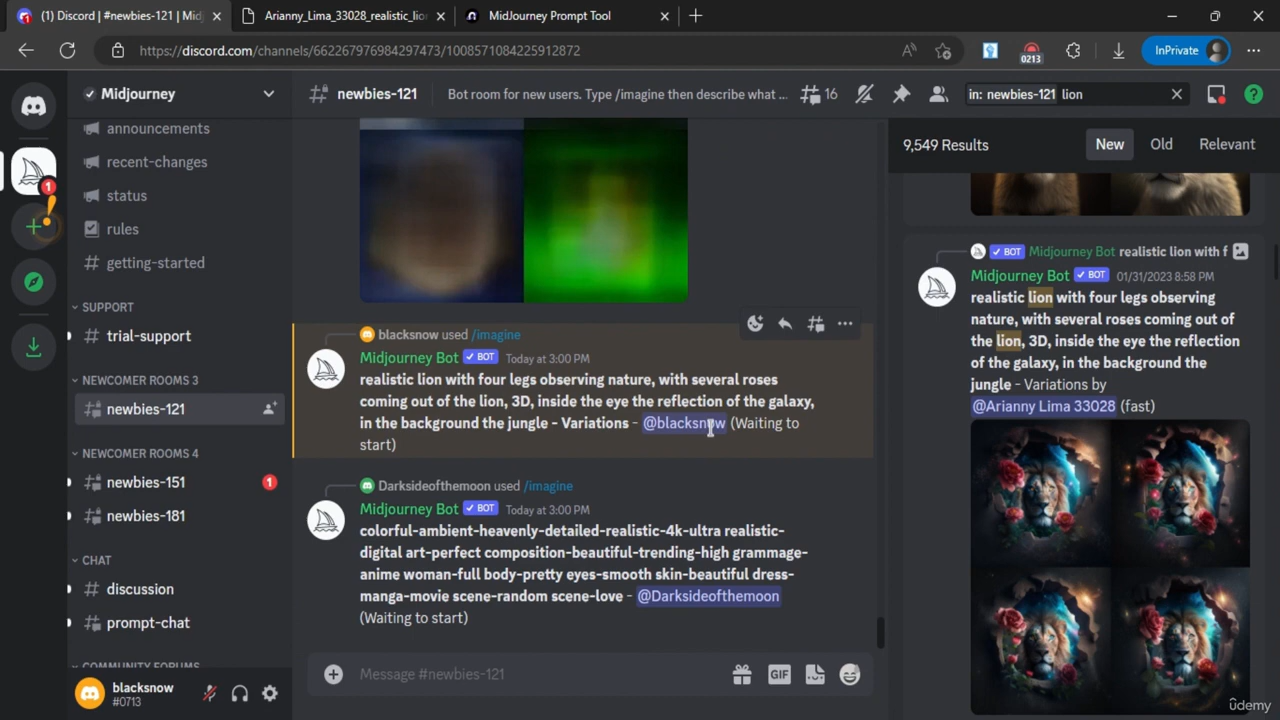 (1) Discord | #newbies-121 | Mid
Arianny_Lima_33028_realistic_lio
MidJourney Prompt Tool
https://discord.com/channels/662267976984297473/1008571084225912872
0213
InPrivate
Midjourney
announcements
recent-changes
status
rules
getting-started
SUPPORT
trial-support
NEWCOMER ROOMS 3
newbies-121
NEWCOMER ROOMS 4
newbies-151
1
newbies-181
CHAT
discussion
prompt-chat
COMMUNITY FORUMS
blacksnow
#0713
1
newbies-121
Bot room for new users. Type /imagine then describe what ...
16
in: newbies-121 lion
blacksnow used /imagine
Midjourney Bot ✓ BOT Today at 3:00 PM
realistic lion with four legs observing nature, with several roses
coming out of the lion, 3D, inside the eye the reflection of the galaxy,
in the background the jungle - Variations - @blacksnow (Waiting to
start)
Darksideofthemoon used /imagine
Midjourney Bot ✓ BOT Today at 3:00 PM
colorful-ambient-heavenly-detailed-realistic-4k-ultra realistic-
digital art-perfect composition-beautiful-trending-high grammage-
anime woman-full body-pretty eyes-smooth skin-beautiful dress-
manga-movie scene-random scene-love - @Darksideofthemoon
(Waiting to start)
Message #newbies-121
GIF
9,549 Results
New
Old
Relevant
✓ BOT Midjourney Bot realistic lion with f
Midjourney Bot ✓ BOT 01/31/2023 8:58 PM
realistic lion with four legs observing
nature, with several roses coming out of
the lion, 3D, inside the eye the reflection
of the galaxy, in the background the
jungle - Variations by
@Arianny Lima 33028 (fast)
ûdemy